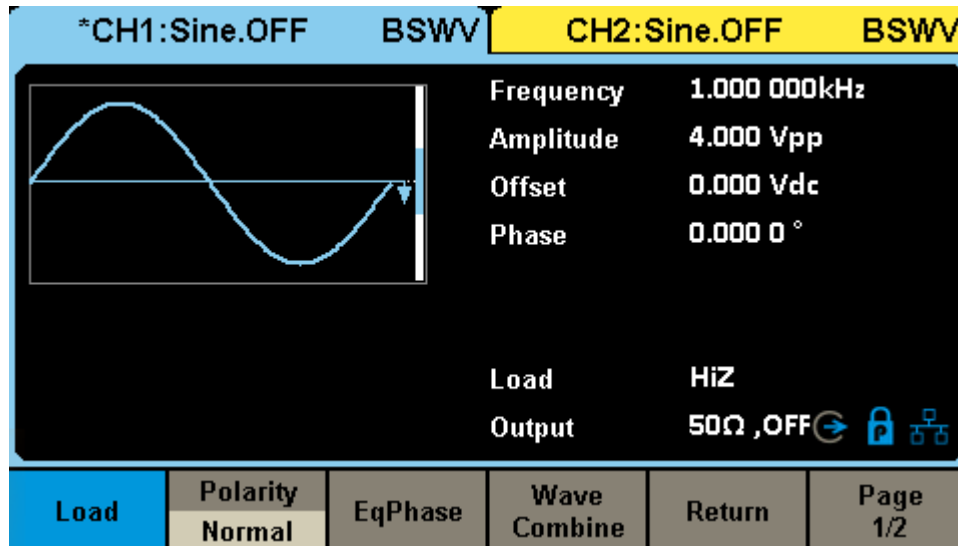 *CH1:Sine.OFF BSWV CH2:Sine.OFF BSWV
Frequency 1.000 000kHz
Amplitude 4.000 Vpp
Offset 0.000 Vdc
Phase 0.000 0 °
Load HiZ
Output 50Ω ,OFF P
Load
Polarity
Normal
EqPhase
Wave
Combine
Return
Page
1/2